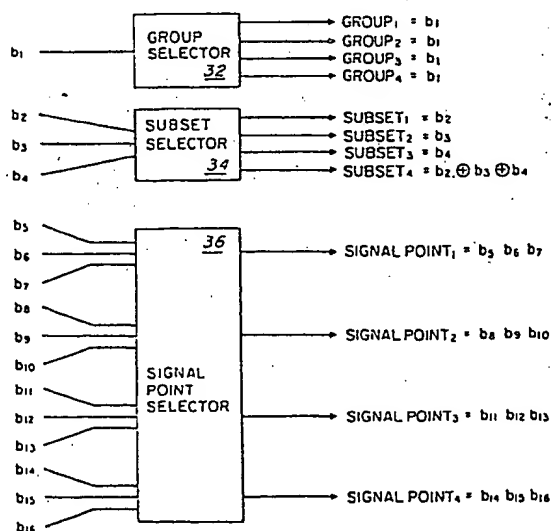 b1
GROUP
SELECTOR
32
GROUP1 = b1
GROUP2 = b1
GROUP3 = b1
GROUP4 = b1
b2
b3
b4
SUBSET
SELECTOR
34
SUBSET1 = b2
SUBSET2 = b3
SUBSET3 = b4
SUBSET4 = b2 ⊕ b3 ⊕ b4
b5
b6
b7
b8
b9
b10
b11
b12
b13
b14
b15
b16
36
SIGNAL
POINT
SELECTOR
SIGNAL POINT1 = b5 b6 b7
SIGNAL POINT2 = b8 b9 b10
SIGNAL POINT3 = b11 b12 b13
SIGNAL POINT4 = b14 b15 b16